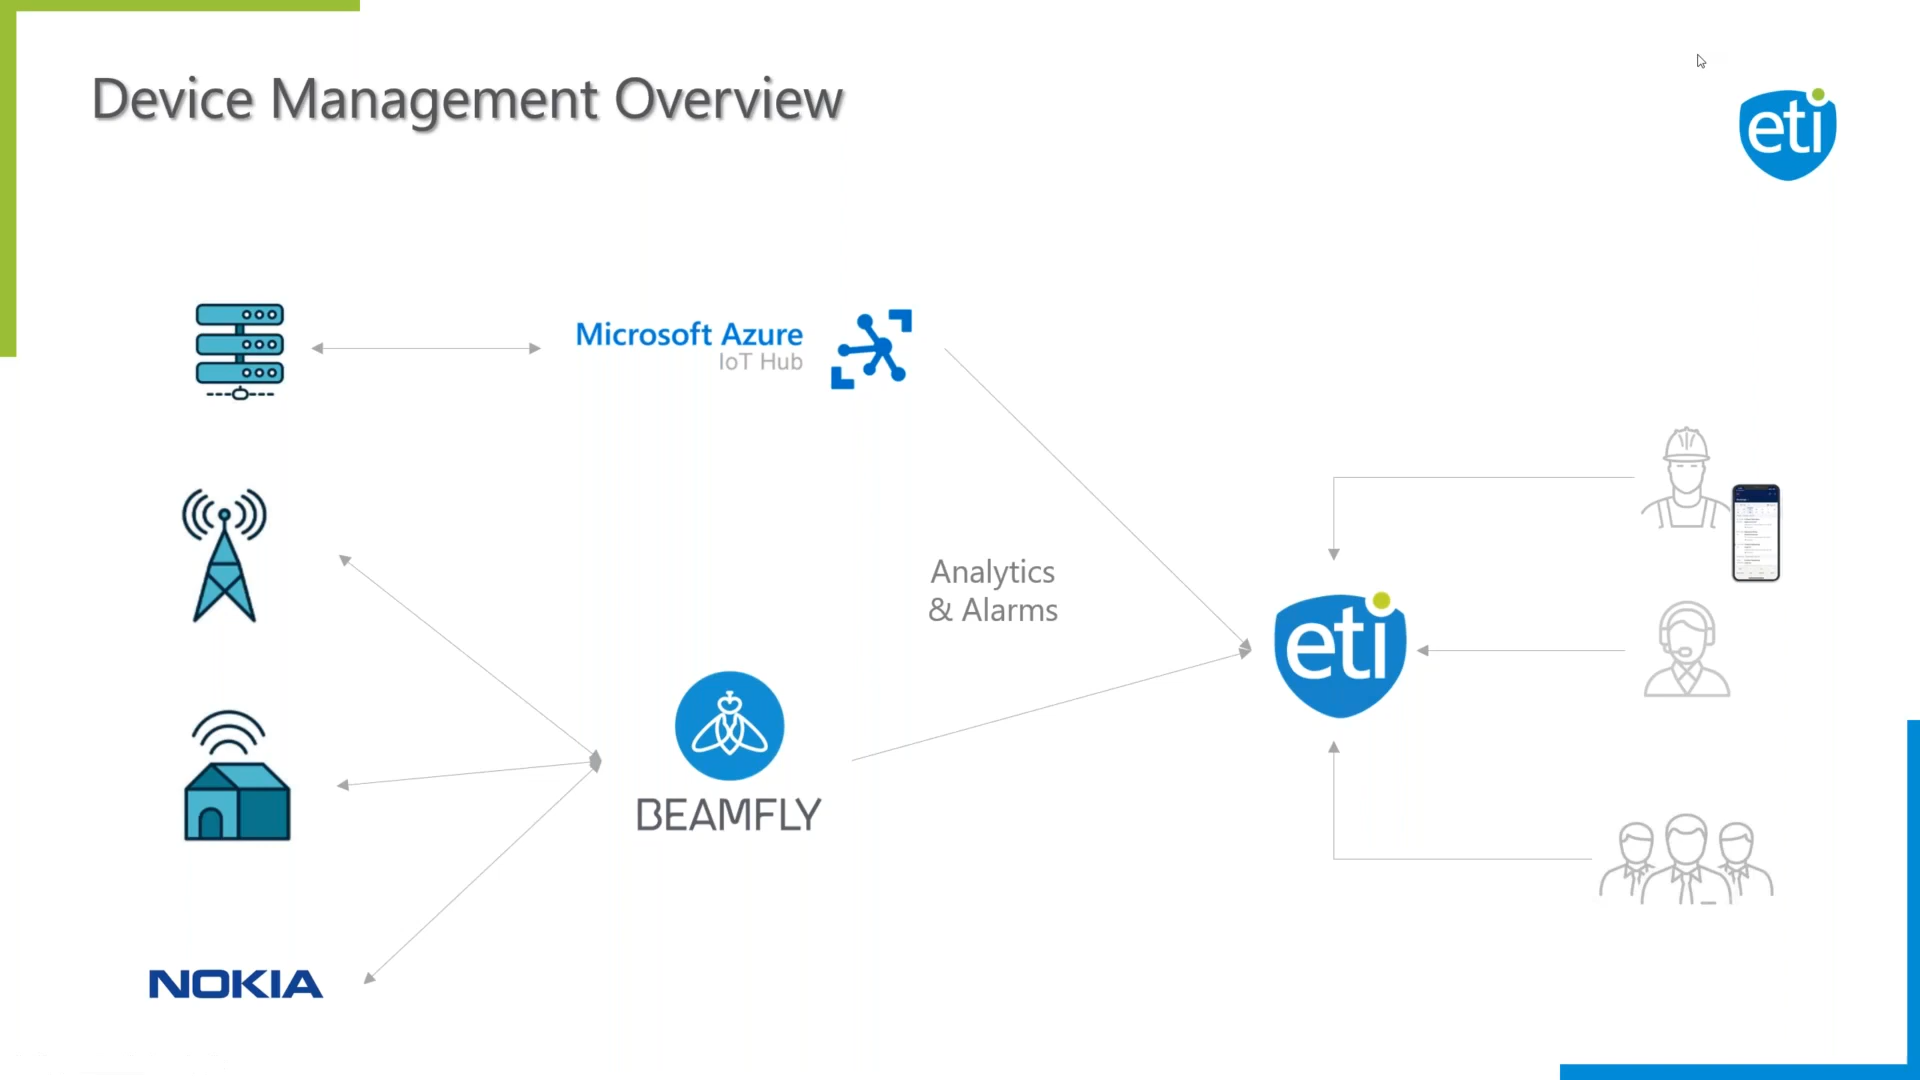 Device Management Overview
eti
Microsoft Azure
IoT Hub
Analytics
& Alarms
eti
BEAMFLY
NOKIA